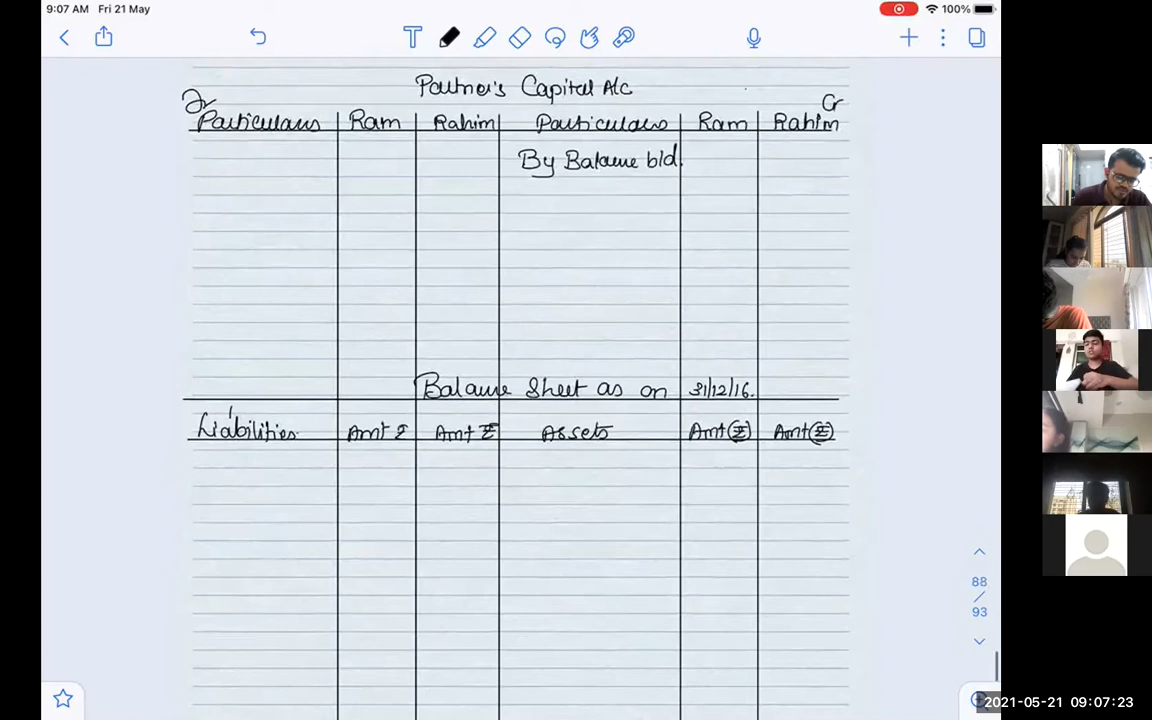 9:07 AM Fri 21 May 100%
T
Partner's Capital A/c
Dr Cr
Particulars Ram Rahim Particulars Ram Rahim
By Balance b/d.
Balance Sheet as on 31/12/16.
Liabilities Amt ₹ Amt ₹ Assets Amt (₹) Amt (₹)
88
/
93
2021-05-21 09:07:23